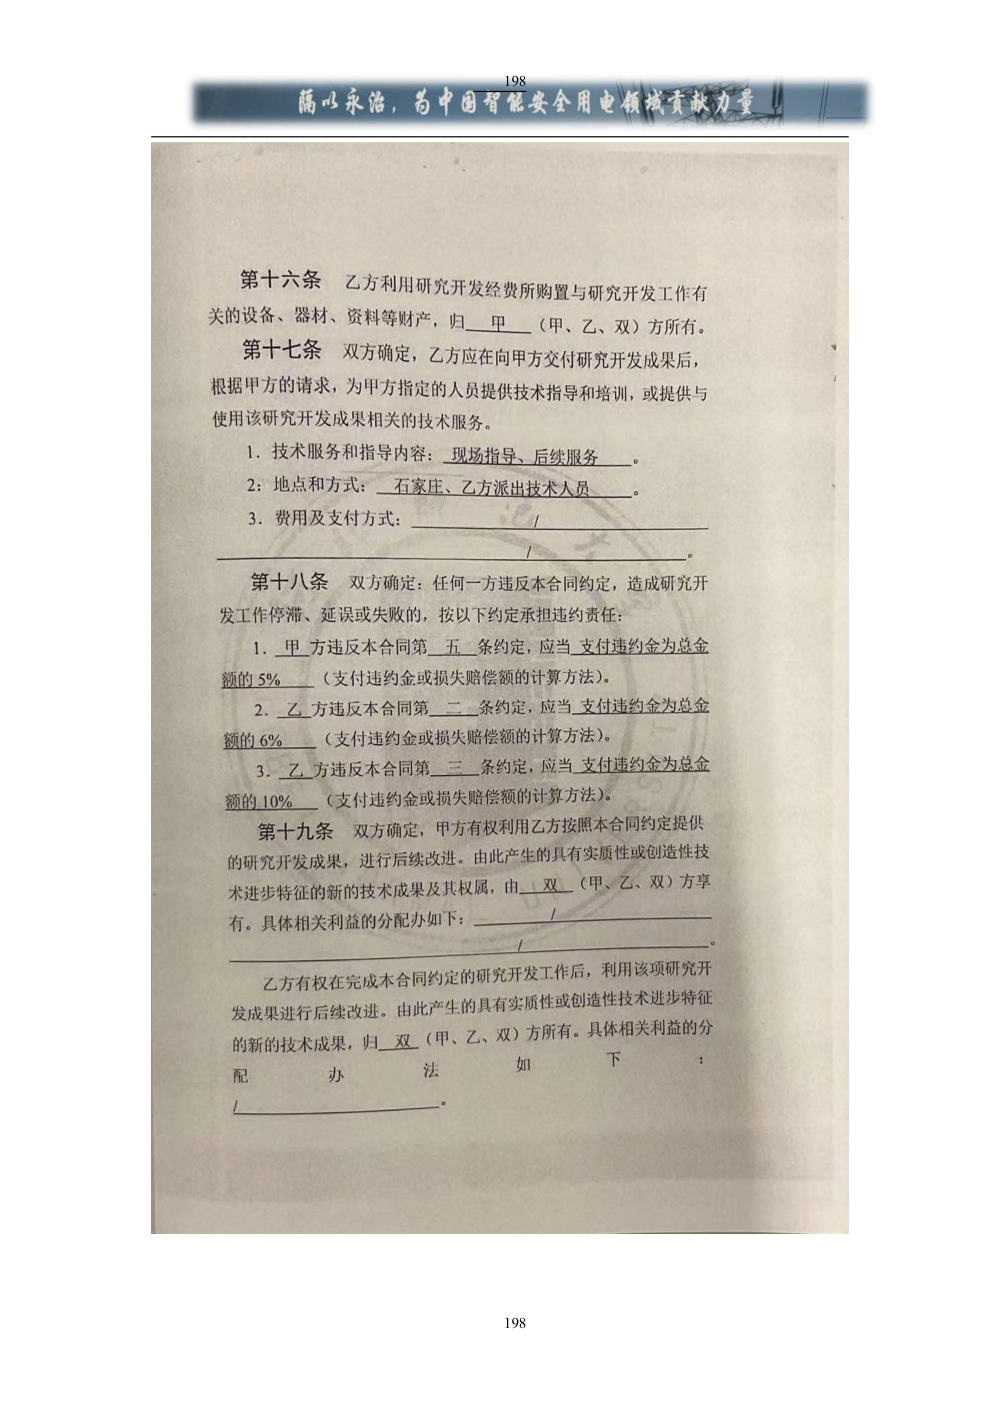 198
隔以永治，为中国智能安全用电领域贡献力量
第十六条 乙方利用研究开发经费所购置与研究开发工作有
关的设备、器材、资料等财产，归 甲 （甲、乙、双）方所有。
第十七条 双方确定，乙方应在向甲方交付研究开发成果后，
根据甲方的请求，为甲方指定的人员提供技术指导和培训，或提供与
使用该研究开发成果相关的技术服务。
1. 技术服务和指导内容： 现场指导、后续服务 。
2: 地点和方式： 石家庄、乙方派出技术人员 。
3. 费用及支付方式： /
/ 。
第十八条 双方确定：任何一方违反本合同约定，造成研究开
发工作停滞、延误或失败的，按以下约定承担违约责任：
1. 甲 方违反本合同第 五 条约定，应当 支付违约金为总金
额的 5% （支付违约金或损失赔偿额的计算方法）。
2. 乙 方违反本合同第 二 条约定，应当 支付违约金为总金
额的 6% （支付违约金或损失赔偿额的计算方法）。
3. 乙 方违反本合同第 三 条约定，应当 支付违约金为总金
额的 10% （支付违约金或损失赔偿额的计算方法）。
第十九条 双方确定，甲方有权利用乙方按照本合同约定提供
的研究开发成果，进行后续改进。由此产生的具有实质性或创造性技
术进步特征的新的技术成果及其权属，由 双 （甲、乙、双）方享
有。具体相关利益的分配办如下： /
/ 。
乙方有权在完成本合同约定的研究开发工作后，利用该项研究开
发成果进行后续改进。由此产生的具有实质性或创造性技术进步特征
的新的技术成果，归 双 （甲、乙、双）方所有。具体相关利益的分
配 办 法 如 下 ：
/ 。
198